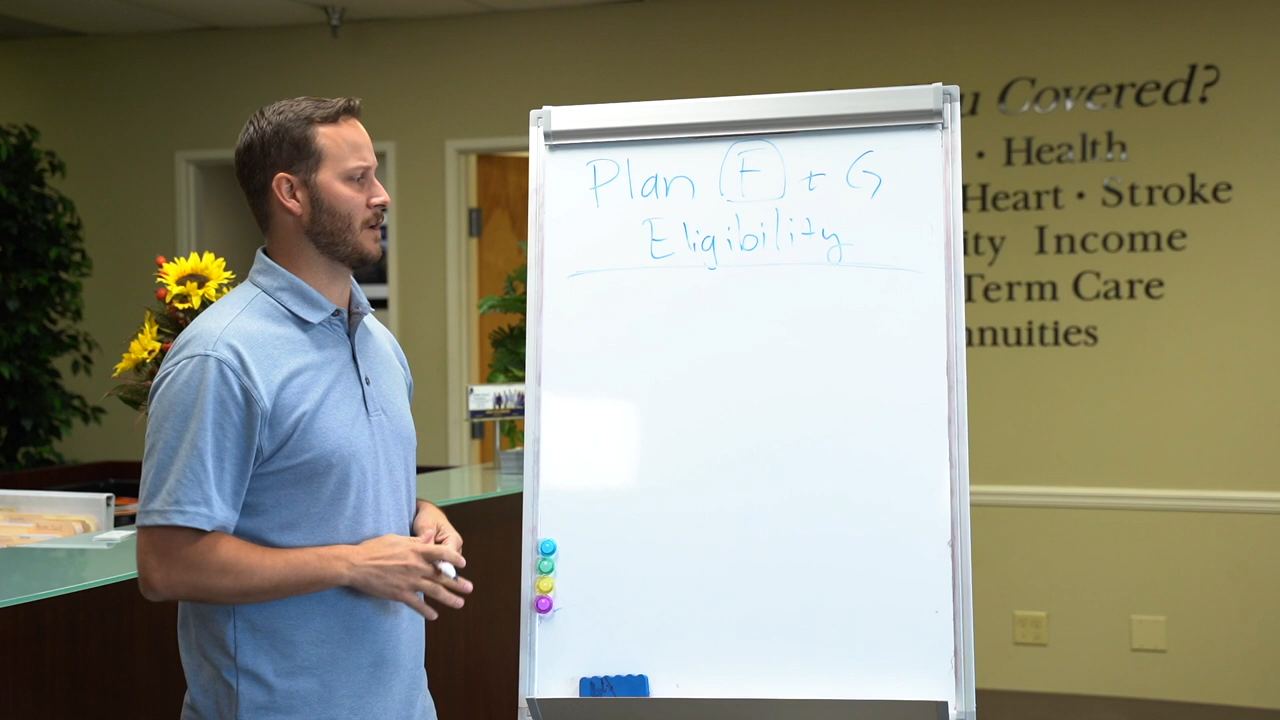 Plan F + G
Eligibility
u Covered?
• Health
Heart • Stroke
ity Income
Term Care
nnuities